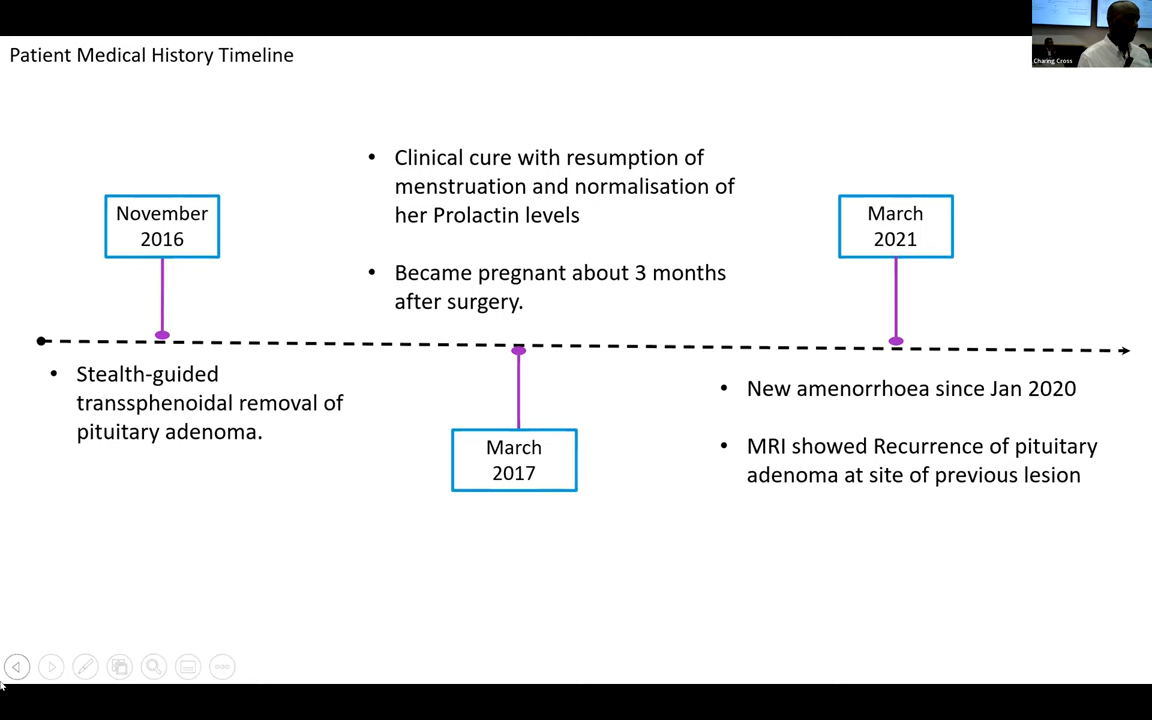 Patient Medical History Timeline
Charing Cross
November
2016
• Stealth-guided
transsphenoidal removal of
pituitary adenoma.
• Clinical cure with resumption of
menstruation and normalisation of
her Prolactin levels
• Became pregnant about 3 months
after surgery.
March
2017
March
2021
• New amenorrhoea since Jan 2020
• MRI showed Recurrence of pituitary
adenoma at site of previous lesion